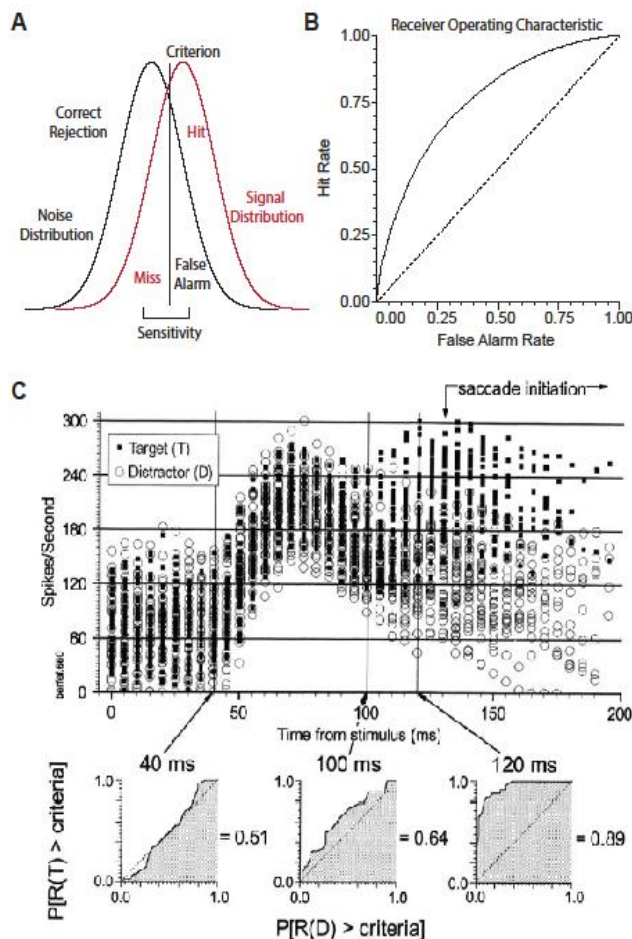 A
Criterion
Correct
Rejection
Hit
Noise
Distribution
Signal
Distribution
Miss
False
Alarm
Sensitivity
B
Receiver Operating Characteristic
1.00
0.75
0.50
0.25
0.00
Hit Rate
0.00 0.25 0.50 0.75 1.00
False Alarm Rate
C
saccade initiation
300
240
180
120
60
0
Spikes/Second
Target (T)
Distractor (D)
0 50 100 150 200
Time from stimulus (ms)
40 ms
100 ms
120 ms
1.0
0.0
0.0 1.0
= 0.51
1.0
0.0
0.0 1.0
= 0.64
1.0
0.0
0.0 1.0
= 0.89
P[R(T) > criteria]
P[R(D) > criteria]